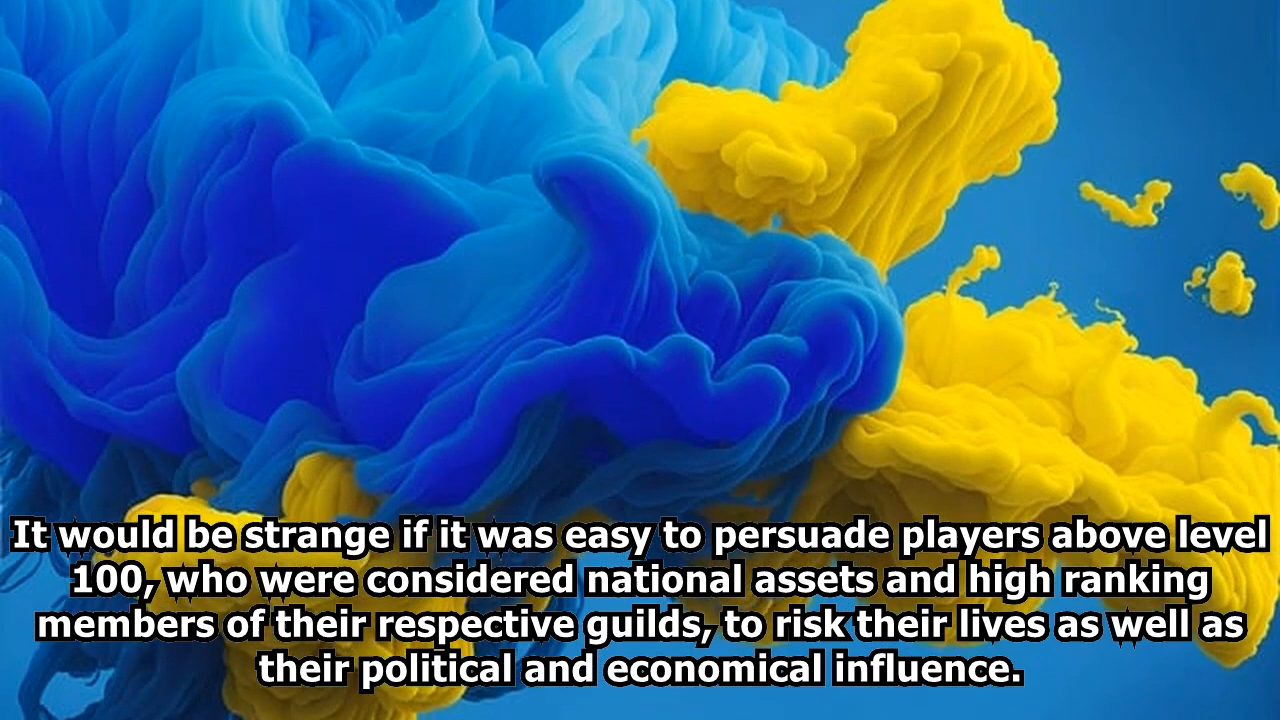 It would be strange if it was easy to persuade players above level
100, who were considered national assets and high ranking
members of their respective guilds, to risk their lives as well as
their political and economical influence.